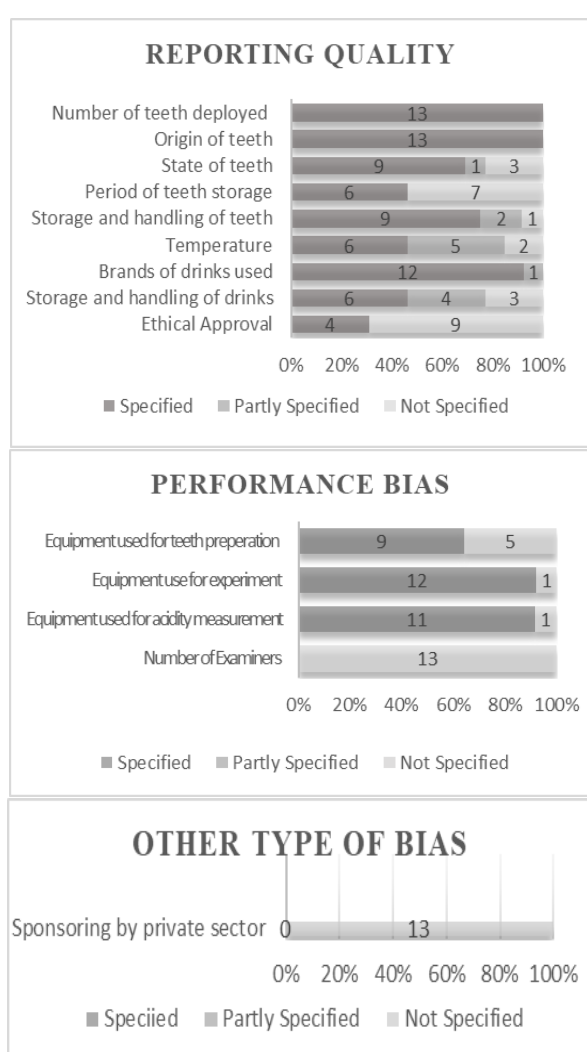 REPORTING QUALITY
Number of teeth deployed 13
Origin of teeth 13
State of teeth 9 1 3
Period of teeth storage 6 7
Storage and handling of teeth 9 2 1
Temperature 6 5 2
Brands of drinks used 12 1
Storage and handling of drinks 6 4 3
Ethical Approval 4 9
0% 20% 40% 60% 80% 100%
Specified Partly Specified Not Specified
PERFORMANCE BIAS
Equipment used for teeth preperation 9 5
Equipment use for experiment 12 1
Equipment used for acidity measurement 11 1
Number of Examiners 13
0% 20% 40% 60% 80% 100%
Specified Partly Specified Not Specified
OTHER TYPE OF BIAS
Sponsoring by private sector 0 13
0% 20% 40% 60% 80% 100%
Speciied Partly Specified Not Specified